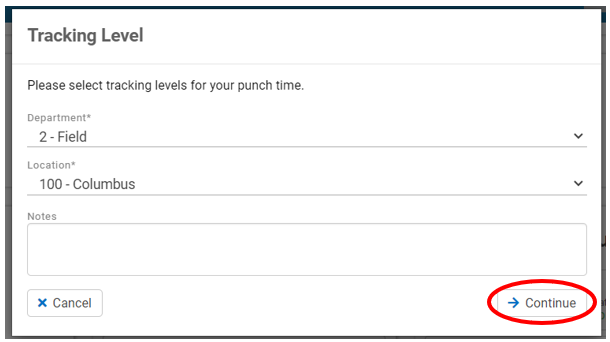 Tracking Level
Please select tracking levels for your punch time.
Department*
2 - Field
Location*
100 - Columbus
Notes
Cancel
Continue